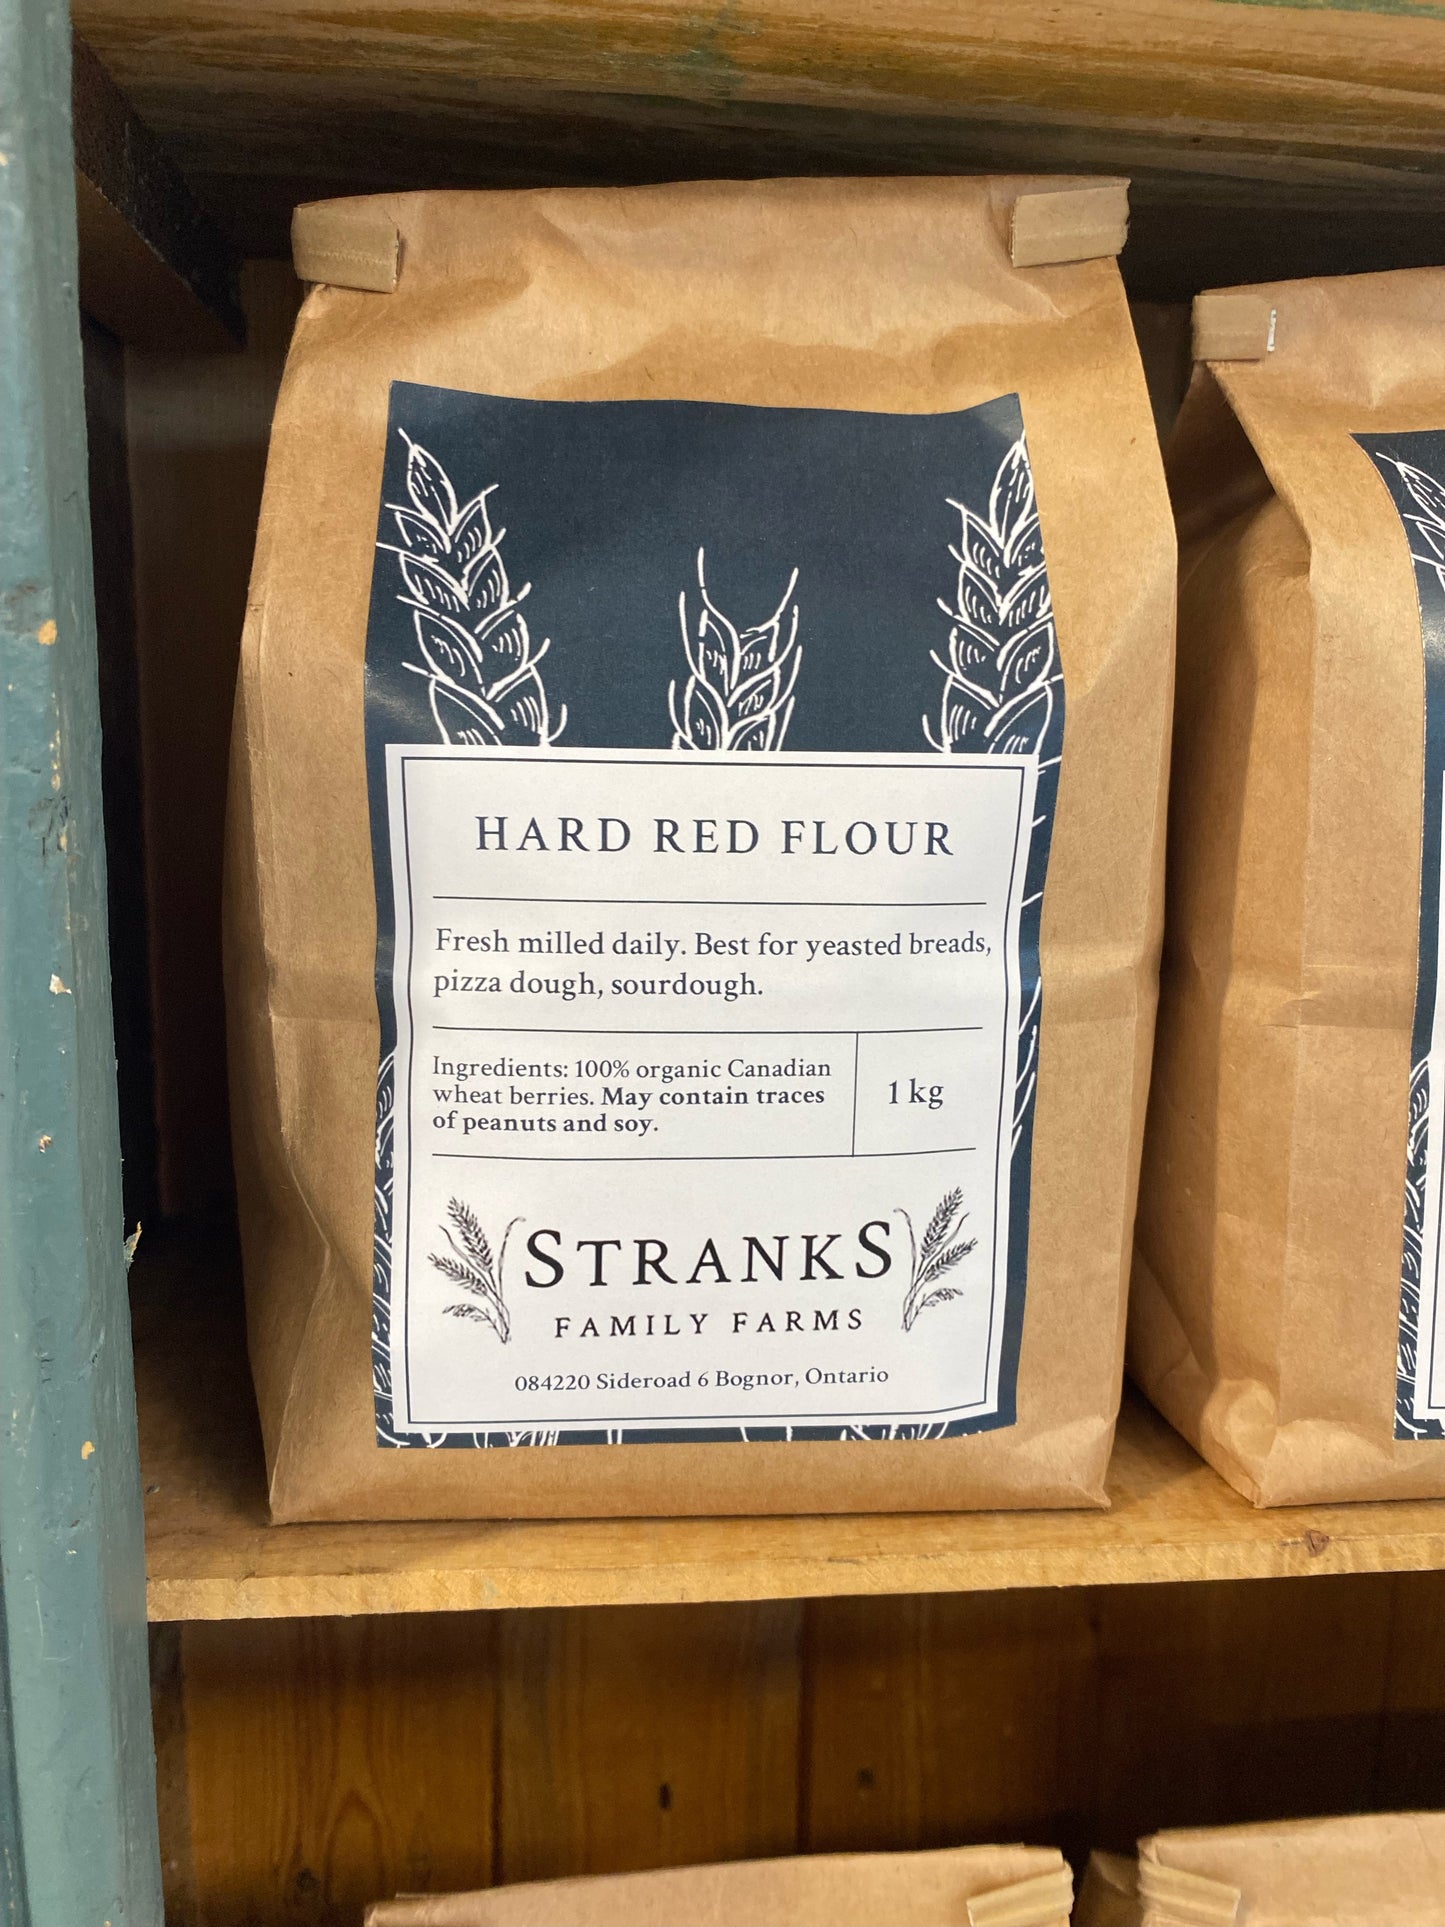 HARD RED FLOUR
Fresh milled daily. Best for yeasted breads,
pizza dough, sourdough.
Ingredients: 100% organic Canadian
wheat berries. May contain traces
of peanuts and soy.
1 kg
STRANKS
FAMILY FARMS
084220 Sideroad 6 Bognor, Ontario